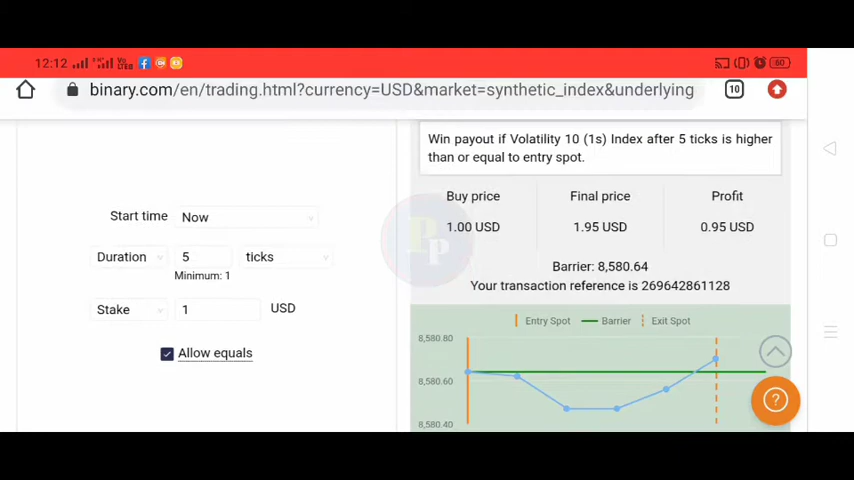 12:12
80
binary.com/en/trading.html?currency=USD&market=synthetic_index&underlying
10
Win payout if Volatility 10 (1s) Index after 5 ticks is higher
than or equal to entry spot.
Start time Now
Duration 5 ticks
Minimum: 1
Stake 1 USD
Allow equals
Buy price Final price Profit
1.00 USD 1.95 USD 0.95 USD
Barrier: 8,580.64
Your transaction reference is 269642861128
Entry Spot Barrier Exit Spot
8,580.80
8,580.60
8,580.40
?